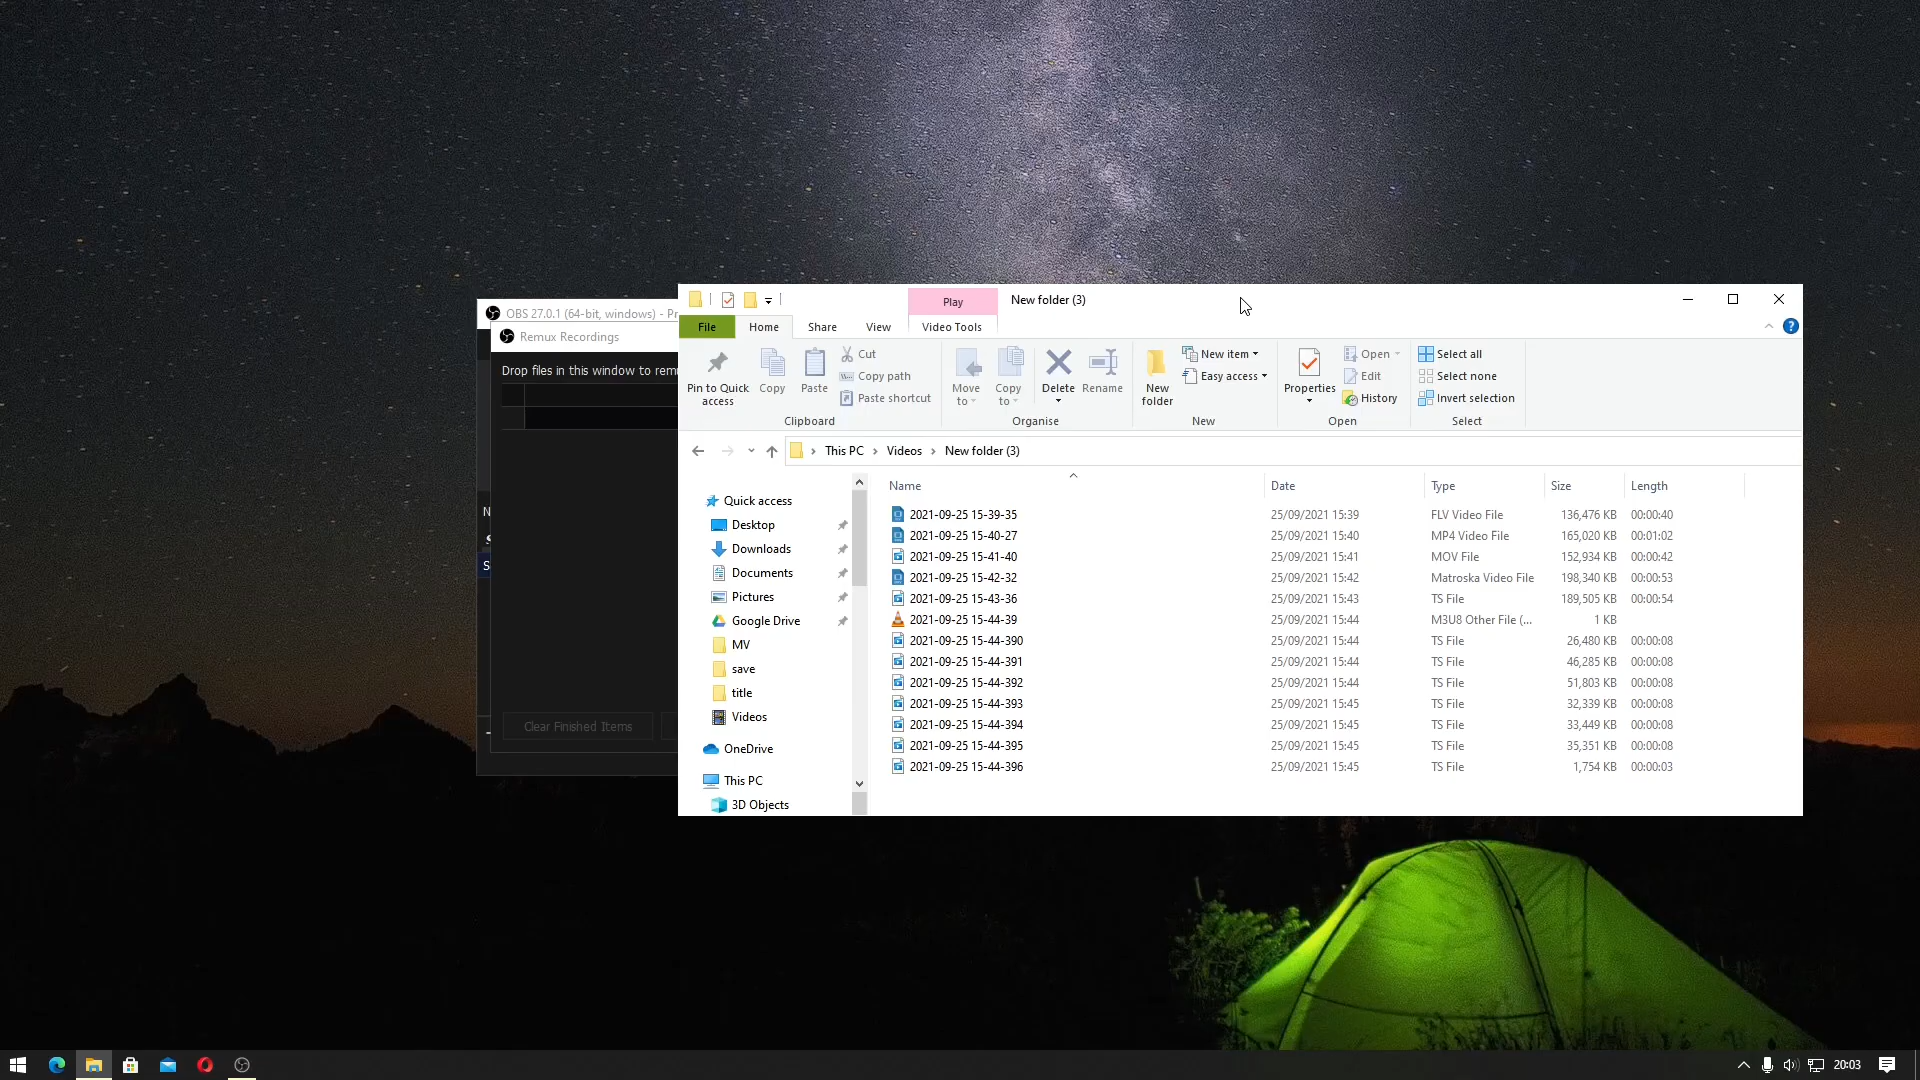 OBS 27.0.1 (64-bit, windows) - Pr
Remux Recordings
Drop files in this window to remu
N
S
Clear Finished Items
Play
New folder (3)
File
Home
Share
View
Video Tools
Pin to Quick
access
Copy
Paste
Cut
Copy path
Paste shortcut
Clipboard
Move
to
Copy
to
Delete
Rename
Organise
New
folder
New item
Easy access
New
Properties
Open
Edit
History
Open
Select all
Select none
Invert selection
Select
This PC › Videos › New folder (3)
Quick access
Desktop
Downloads
Documents
Pictures
Google Drive
MV
save
title
Videos
OneDrive
This PC
3D Objects
Name Date Type Size Length
2021-09-25 15-39-35 25/09/2021 15:39 FLV Video File 136,476 KB 00:00:40
2021-09-25 15-40-27 25/09/2021 15:40 MP4 Video File 165,020 KB 00:01:02
2021-09-25 15-41-40 25/09/2021 15:41 MOV File 152,934 KB 00:00:42
2021-09-25 15-42-32 25/09/2021 15:42 Matroska Video File 198,340 KB 00:00:53
2021-09-25 15-43-36 25/09/2021 15:43 TS File 189,505 KB 00:00:54
2021-09-25 15-44-39 25/09/2021 15:44 M3U8 Other File (... 1 KB
2021-09-25 15-44-390 25/09/2021 15:44 TS File 26,480 KB 00:00:08
2021-09-25 15-44-391 25/09/2021 15:44 TS File 46,285 KB 00:00:08
2021-09-25 15-44-392 25/09/2021 15:44 TS File 51,803 KB 00:00:08
2021-09-25 15-44-393 25/09/2021 15:45 TS File 32,339 KB 00:00:08
2021-09-25 15-44-394 25/09/2021 15:45 TS File 33,449 KB 00:00:08
2021-09-25 15-44-395 25/09/2021 15:45 TS File 35,351 KB 00:00:08
2021-09-25 15-44-396 25/09/2021 15:45 TS File 1,754 KB 00:00:03
20:03